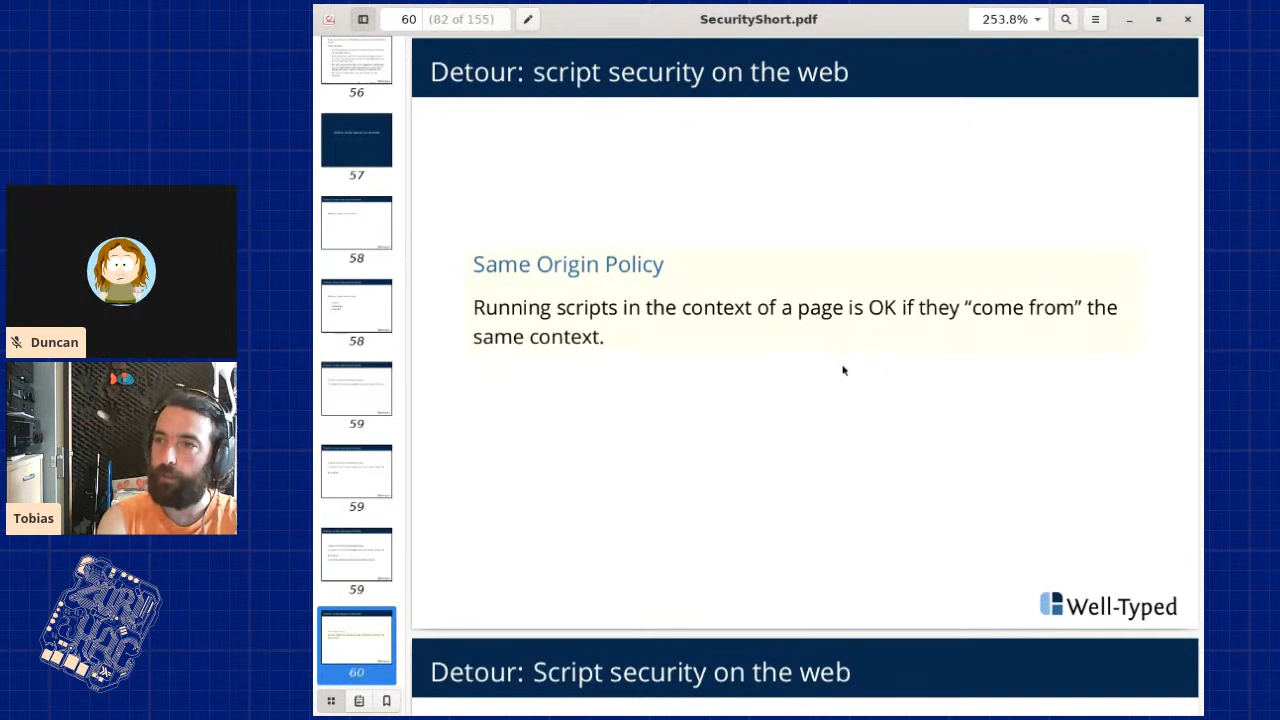 60 (82 of 155)
SecurityShort.pdf
253.8%
Detour: script security on the web
56
57
58
58
59
59
59
60
Same Origin Policy
Running scripts in the context of a page is OK if they “come from” the
same context.
Well-Typed
Detour: Script security on the web
Duncan
Tobias